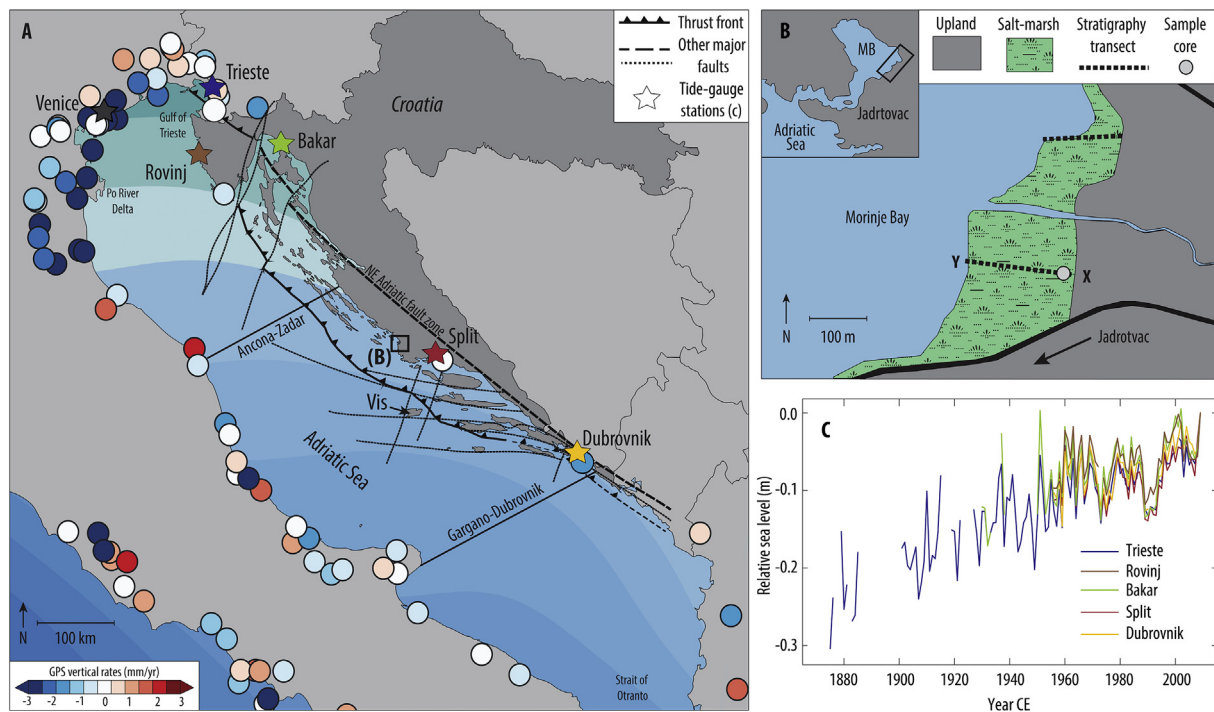 A
Thrust front
Other major
faults
Tide-gauge
stations (c)
Trieste
Venice
Gulf of
Trieste
Croatia
Bakar
Rovinj
Po River
Delta
NE Adriatic fault zone
Ancona-Zadar
Split
(B)
Vis
Adriatic Sea
Dubrovnik
Gargano-Dubrovnik
N
100 km
GPS vertical rates (mm/yr)
-3 -2 -1 0 1 2 3
Strait of
Otranto
B
MB
Jadrtovac
Adriatic
Sea
Upland
Salt-marsh
Stratigraphy
transect
Sample
core
Morinje Bay
Y
X
N
100 m
Jadrotvac
C
Relative sea level (m)
0.0
-0.1
-0.2
-0.3
Trieste
Rovinj
Bakar
Split
Dubrovnik
1880 1900 1920 1940 1960 1980 2000
Year CE